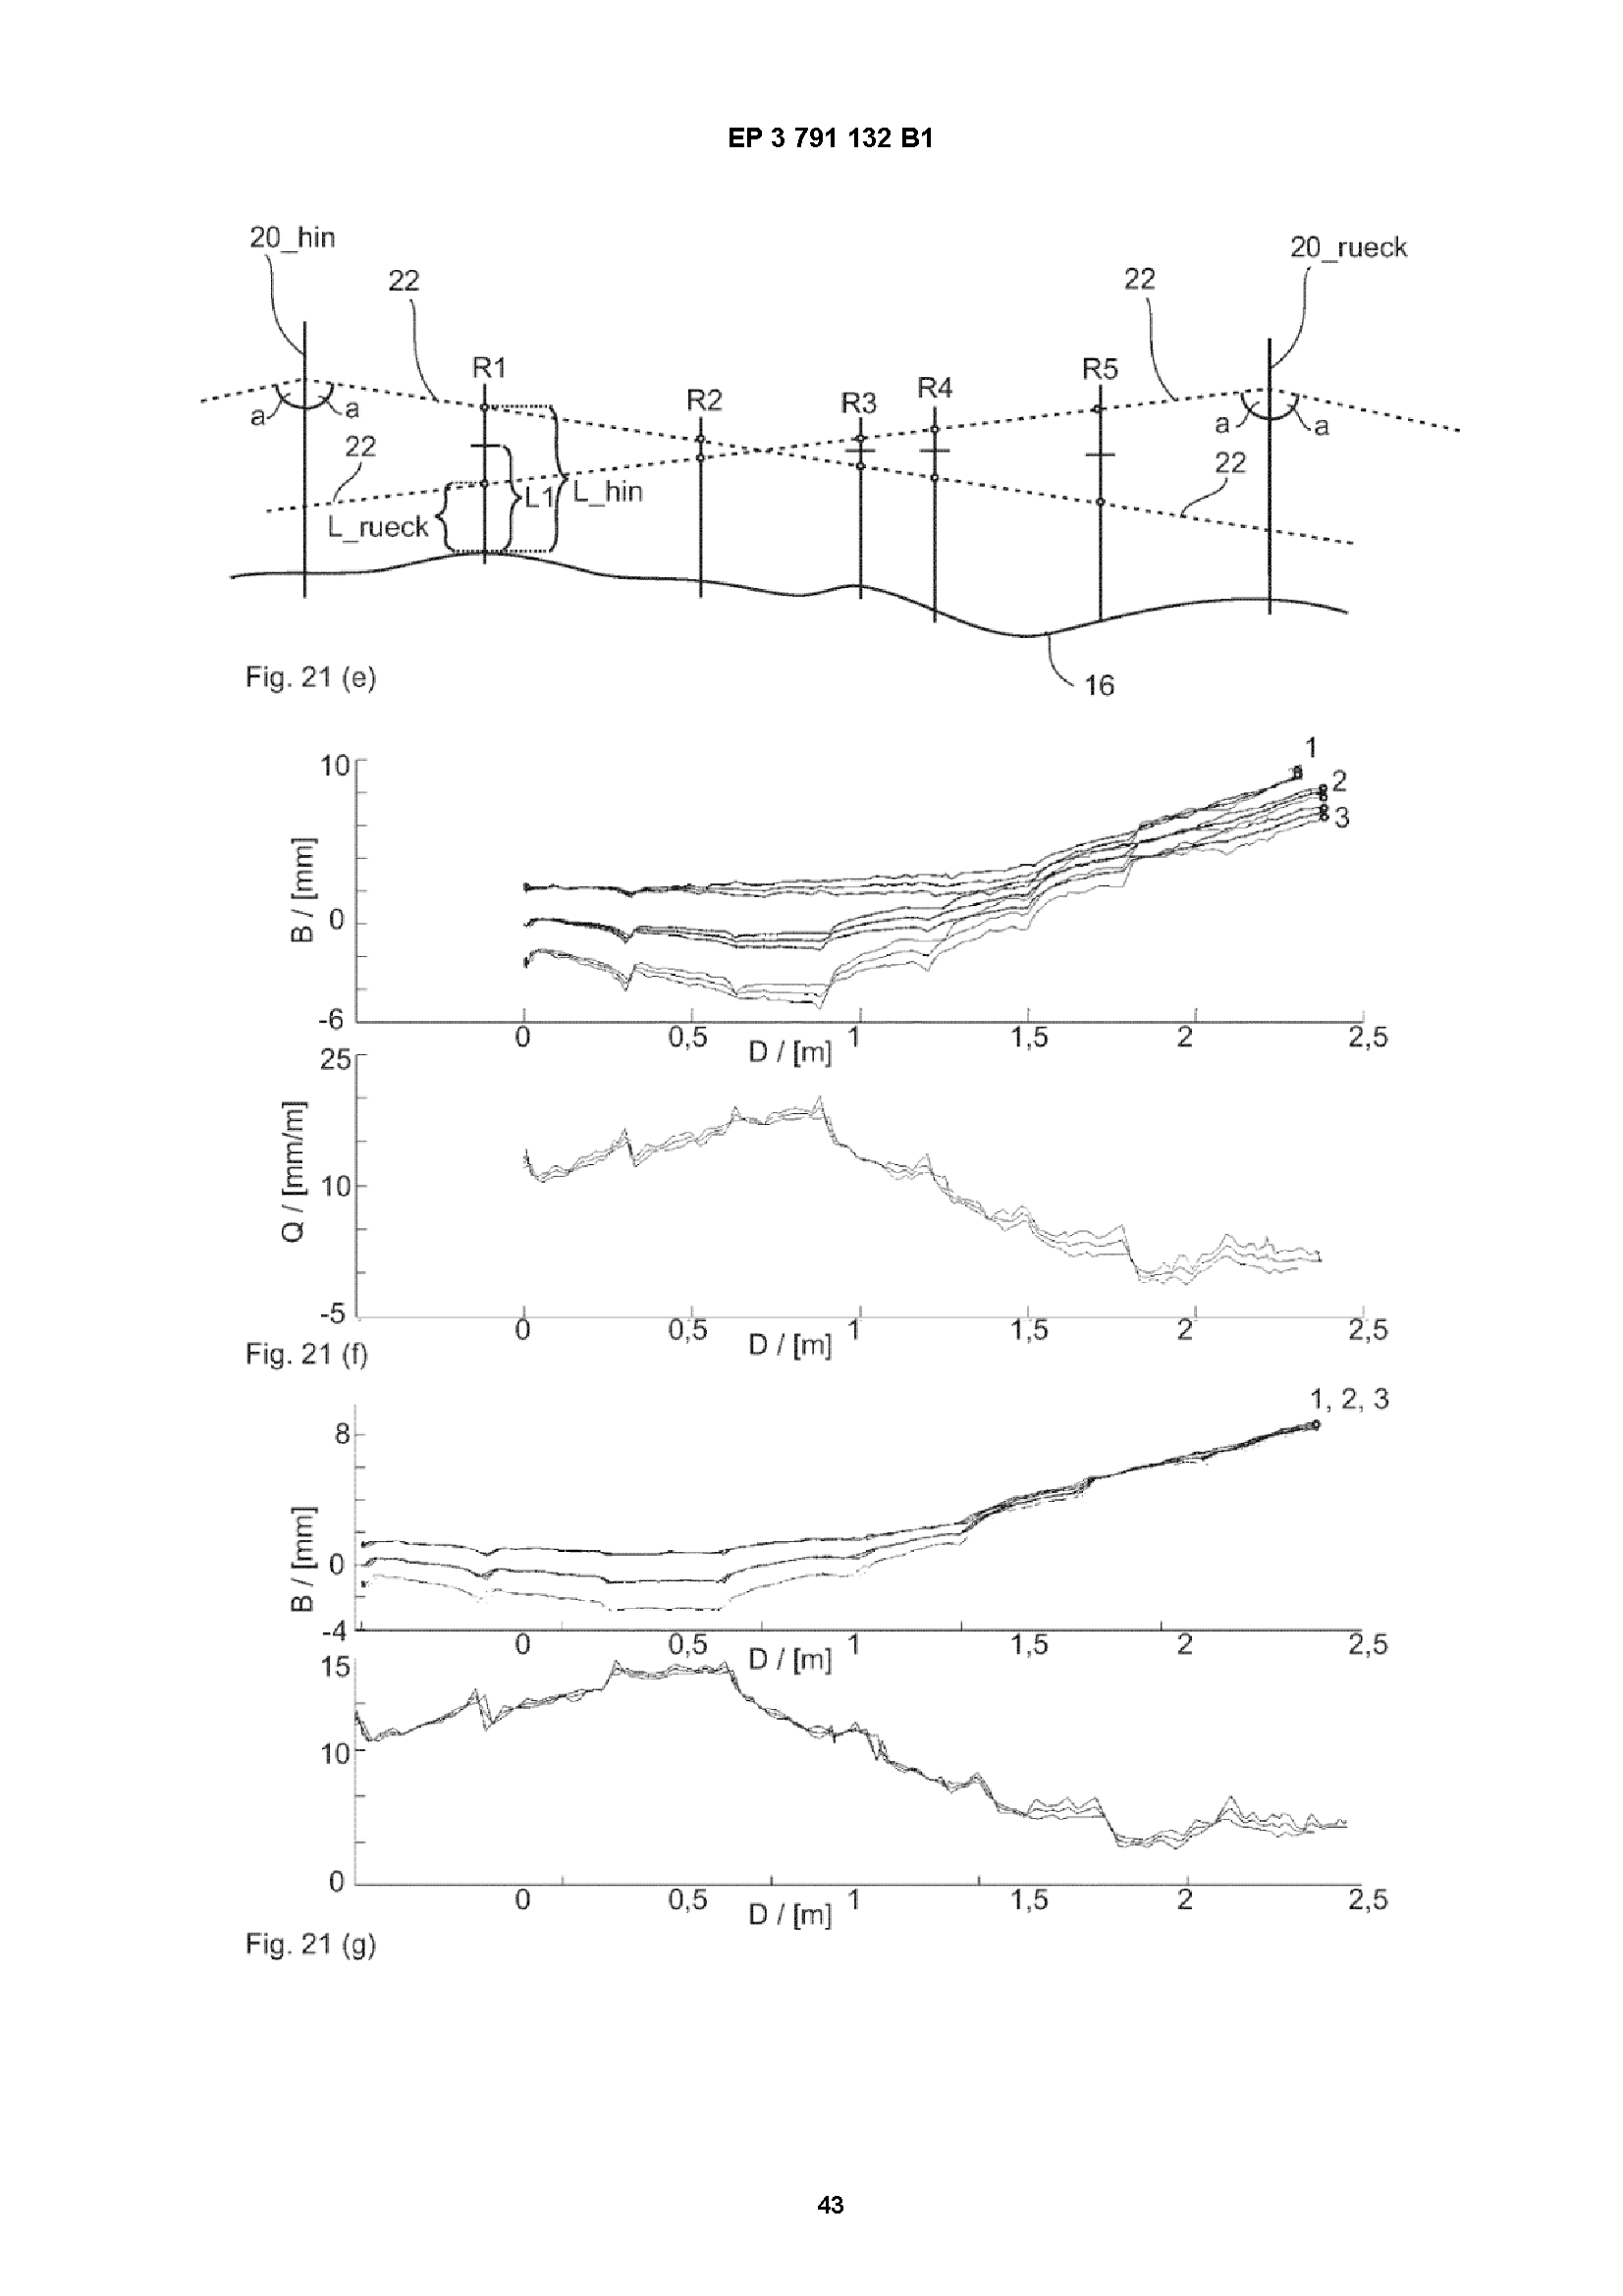 EP 3 791 132 B1
20_hin
20_rueck
22
22
R1
R5
R4
R2
R3
a
a
a
a
22
22
L1
L_hin
L_rueck
Fig. 21 (e)
16
1
10
2
3
B / [mm]
0
-6
0
0,5
D / [m]
1
1,5
2
2,5
25
Q / [mm/m]
10
-5
0
0,5
D / [m]
1
1,5
2
2,5
Fig. 21 (f)
1, 2, 3
8
B / [mm]
0
-4
0
0,5
D / [m]
1
1,5
2
2,5
15
10
0
0
0,5
D / [m]
1
1,5
2
2,5
Fig. 21 (g)
43